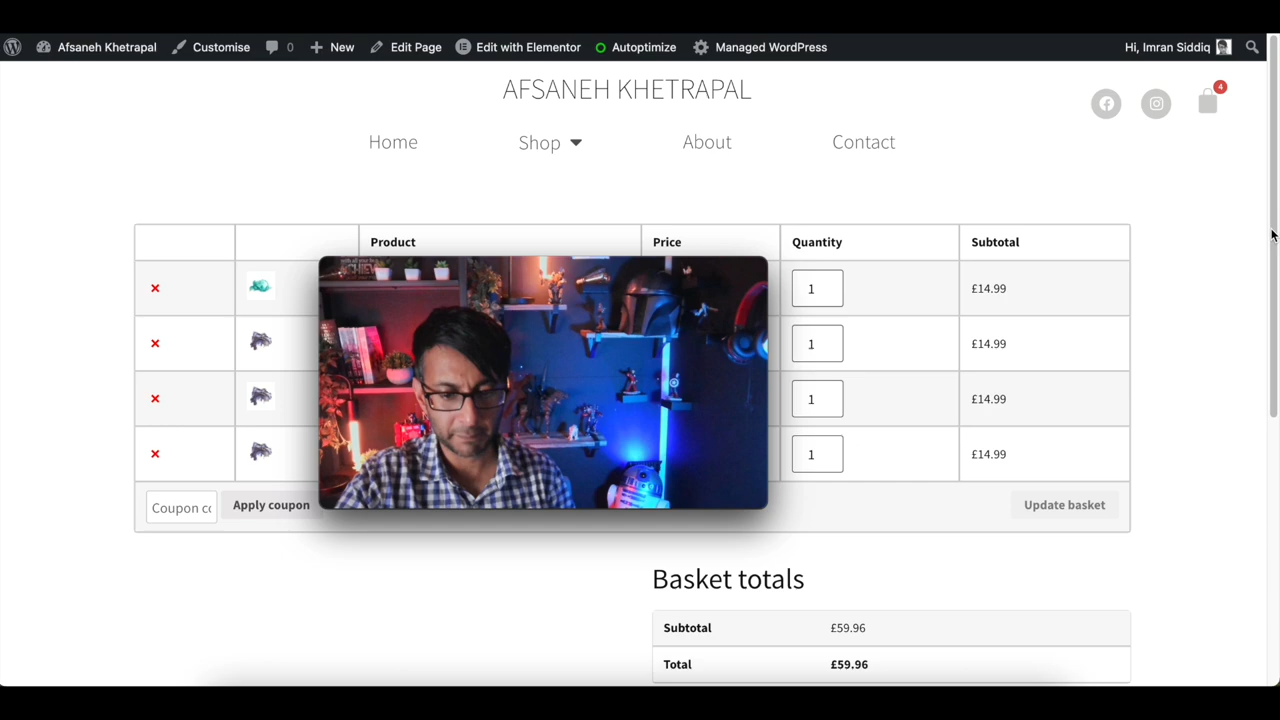 Afsaneh Khetrapal Customise 0 New Edit Page Edit with Elementor Autoptimize Managed WordPress Hi, Imran Siddiq
AFSANEH KHETRAPAL
4
Home Shop About Contact
Product Price Quantity Subtotal
× 1 £14.99
× 1 £14.99
× 1 £14.99
× 1 £14.99
Coupon cc Apply coupon Update basket
Basket totals
Subtotal £59.96
Total £59.96